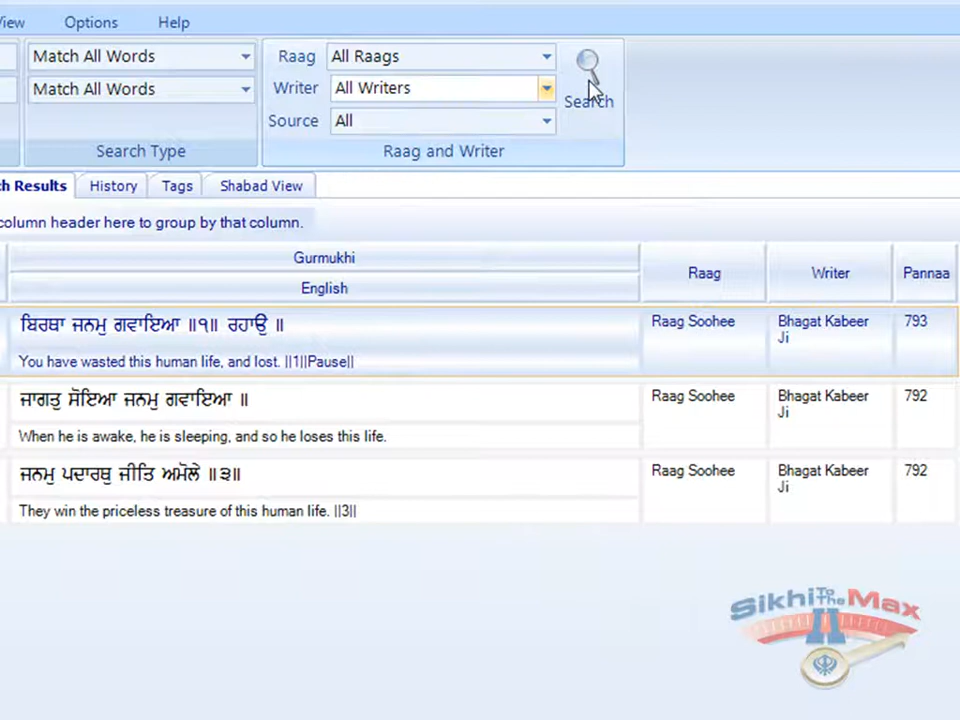 View Options Help
Match All Words
Match All Words
Search Type
Raag All Raags
Writer All Writers
Source All
Search
Raag and Writer
ch Results History Tags Shabad View
column header here to group by that column.
Gurmukhi
English
Raag
Writer
Pannaa
ਬਿਰਥਾ ਜਨਮੁ ਗਵਾਇਆ ॥੧॥ ਰਹਾਉ ॥
You have wasted this human life, and lost. ||1||Pause||
Raag Soohee
Bhagat Kabeer
Ji
793
ਜਾਗਤੁ ਸੋਇਆ ਜਨਮੁ ਗਵਾਇਆ ॥
When he is awake, he is sleeping, and so he loses this life.
Raag Soohee
Bhagat Kabeer
Ji
792
ਜਨਮੁ ਪਦਾਰਥੁ ਜੀਤਿ ਅਮੋਲੇ ॥੩॥
They win the priceless treasure of this human life. ||3||
Raag Soohee
Bhagat Kabeer
Ji
792
Sikhi To The Max
II